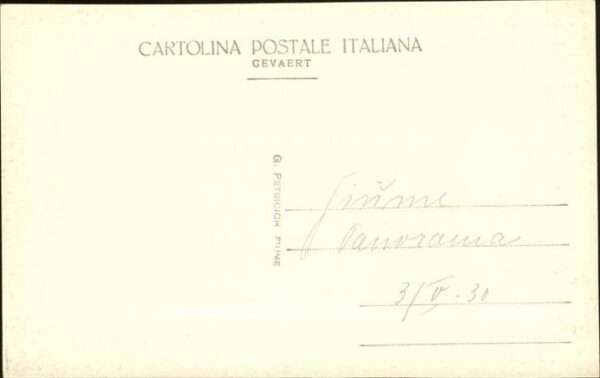 CARTOLINA POSTALE ITALIANA
GEVAERT
G. PETRICICH FIUME
Fiume
Panorama
3/V.30